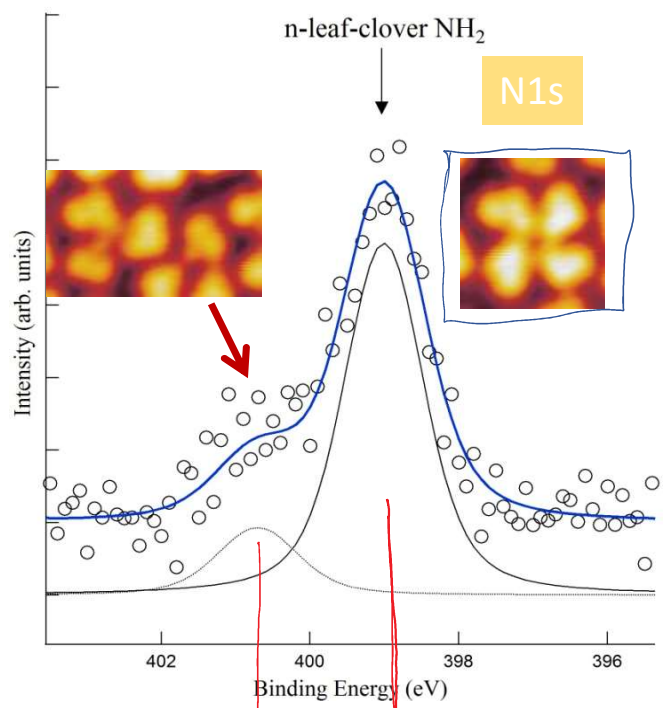 n-leaf-clover NH₂
N1s
Intensity (arb. units)
402
400
398
396
Binding Energy (eV)